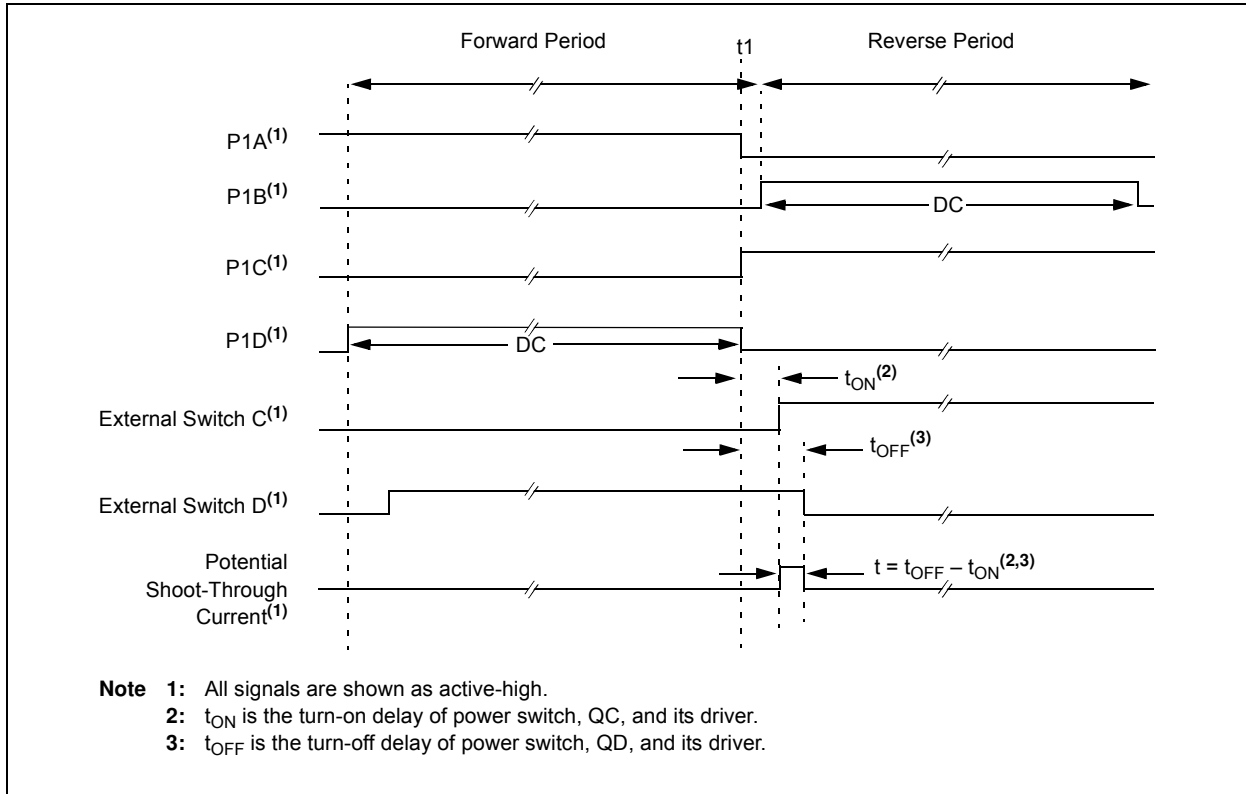 Forward Period
t1
Reverse Period
P1A(1)
P1B(1)
DC
P1C(1)
P1D(1)
DC
tON(2)
External Switch C(1)
tOFF(3)
External Switch D(1)
Potential
Shoot-Through
Current(1)
t = tOFF – tON(2,3)
Note 1: All signals are shown as active-high.
2: tON is the turn-on delay of power switch, QC, and its driver.
3: tOFF is the turn-off delay of power switch, QD, and its driver.